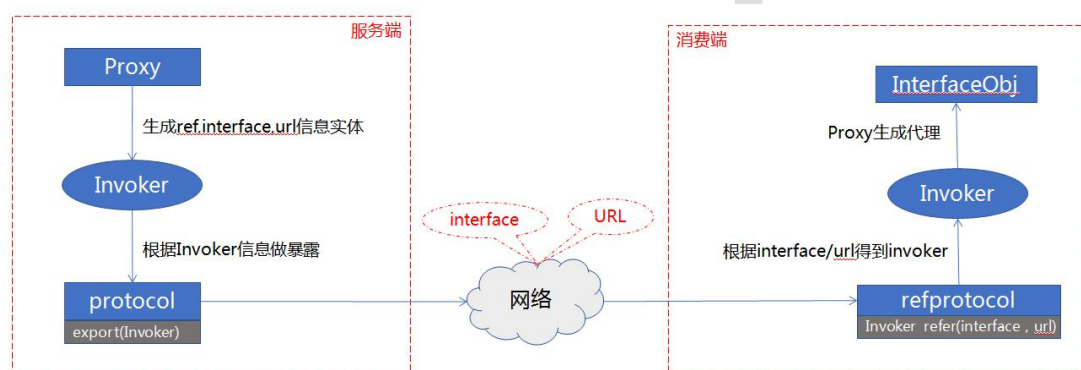 服务端
Proxy
生成ref,interface,url信息实体
Invoker
根据Invoker信息做暴露
protocol
export(Invoker)
interface
URL
网络
消费端
InterfaceObj
Proxy生成代理
Invoker
根据interface/url得到invoker
refprotocol
Invoker refer(interface , url)